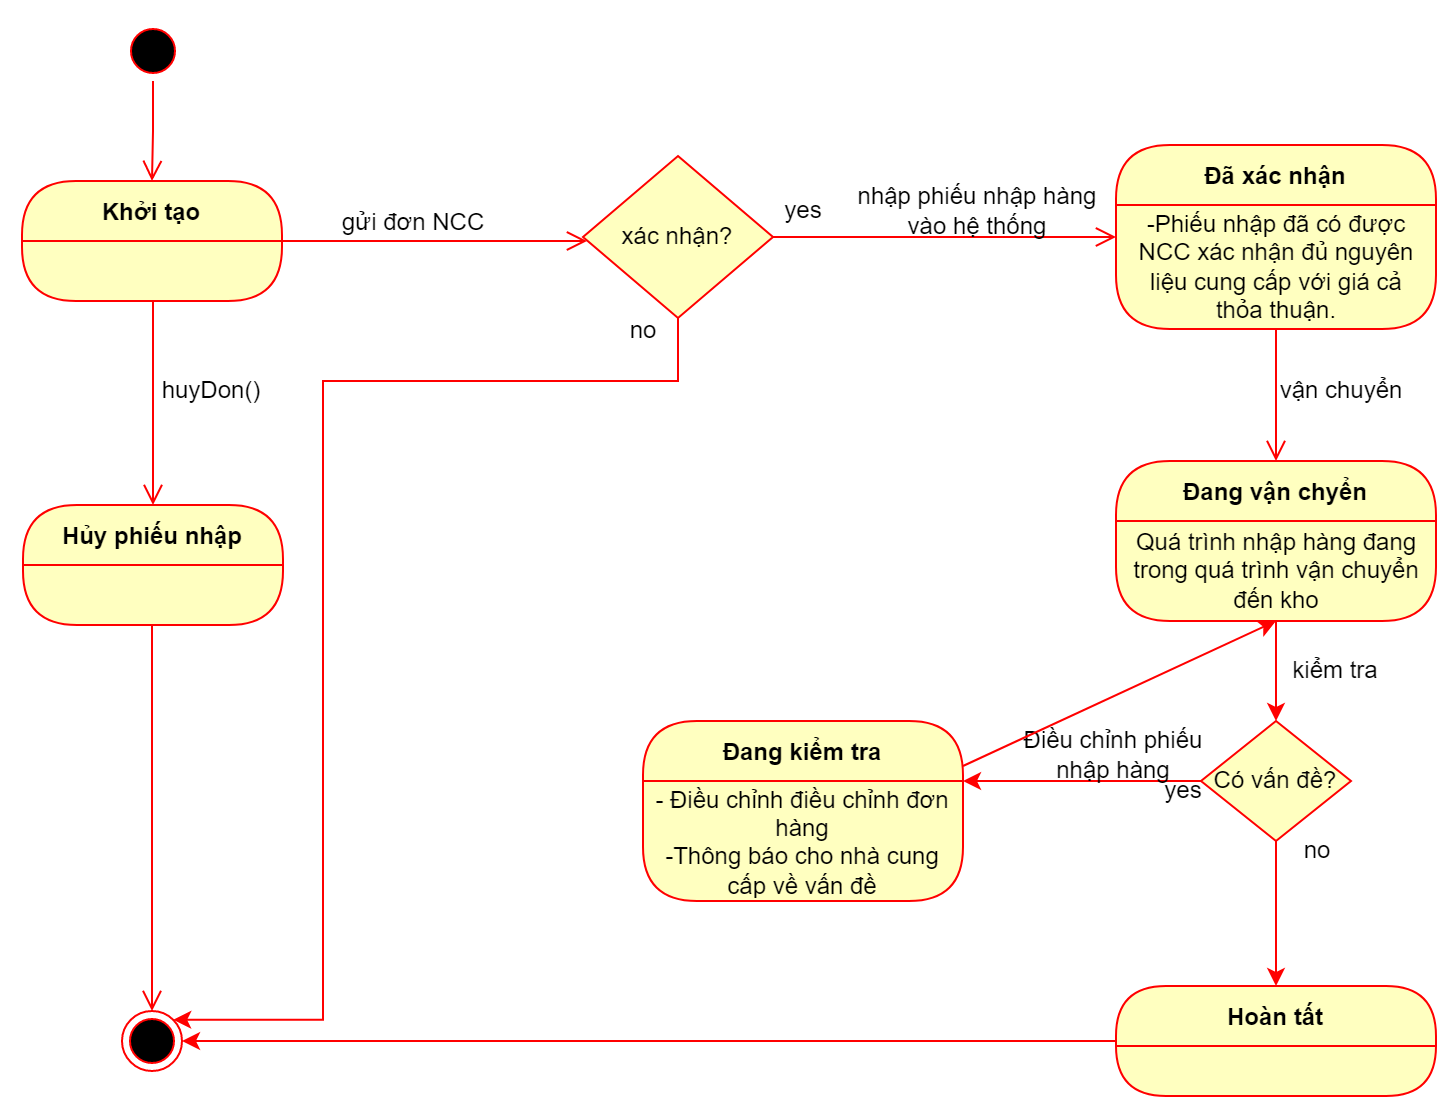 Khởi tạo
gửi đơn NCC
xác nhận?
yes
nhập phiếu nhập hàng
vào hệ thống
Đã xác nhận
-Phiếu nhập đã có được
NCC xác nhận đủ nguyên
liệu cung cấp với giá cả
thỏa thuận.
no
huyDon()
vận chuyển
Hủy phiếu nhập
Đang vận chyển
Quá trình nhập hàng đang
trong quá trình vận chuyển
đến kho
kiểm tra
Đang kiểm tra
- Điều chỉnh điều chỉnh đơn
hàng
-Thông báo cho nhà cung
cấp về vấn đề
Điều chỉnh phiếu
nhập hàng
yes
Có vấn đề?
no
Hoàn tất